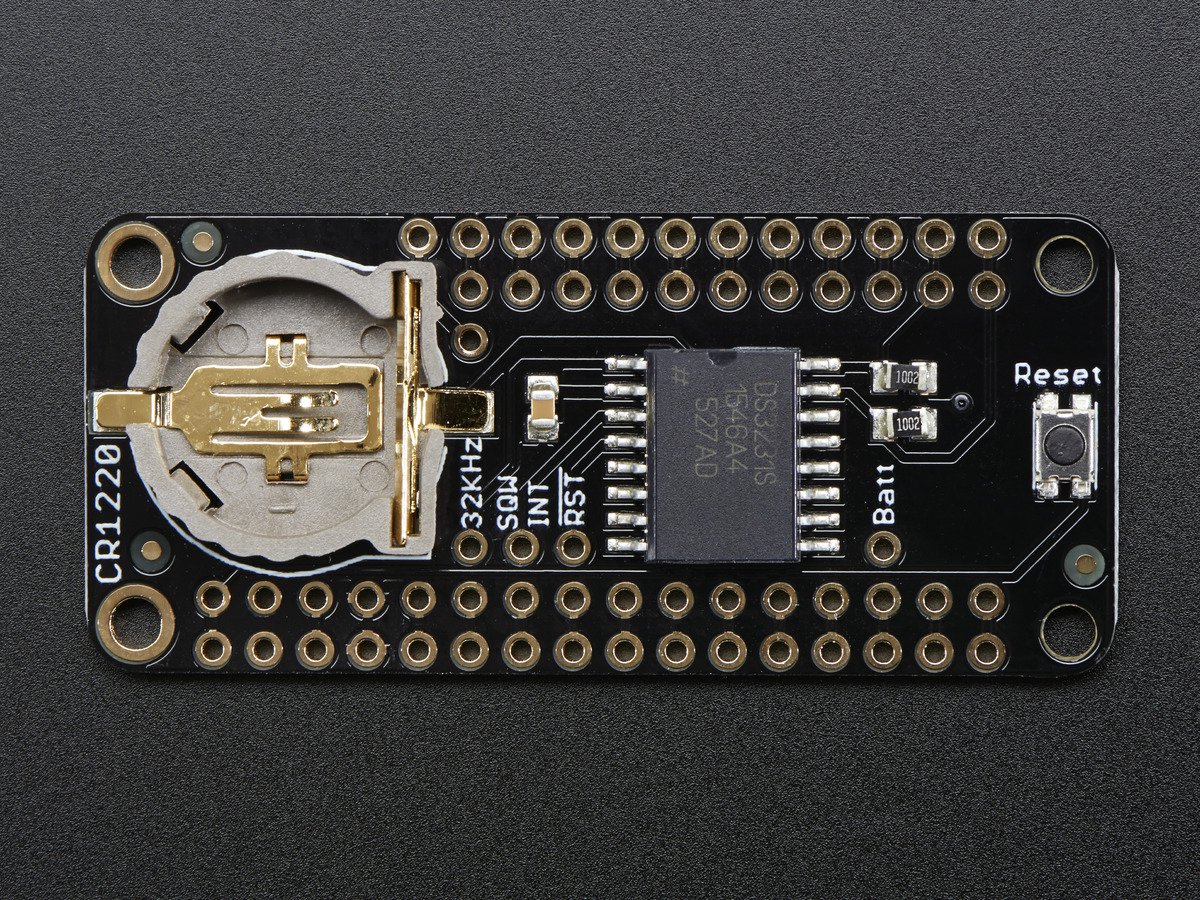 CR1220
32KHz
SQW
INT
RST
DS3231S
1546A4
527AD
#
1002
1002
Batt
Reset